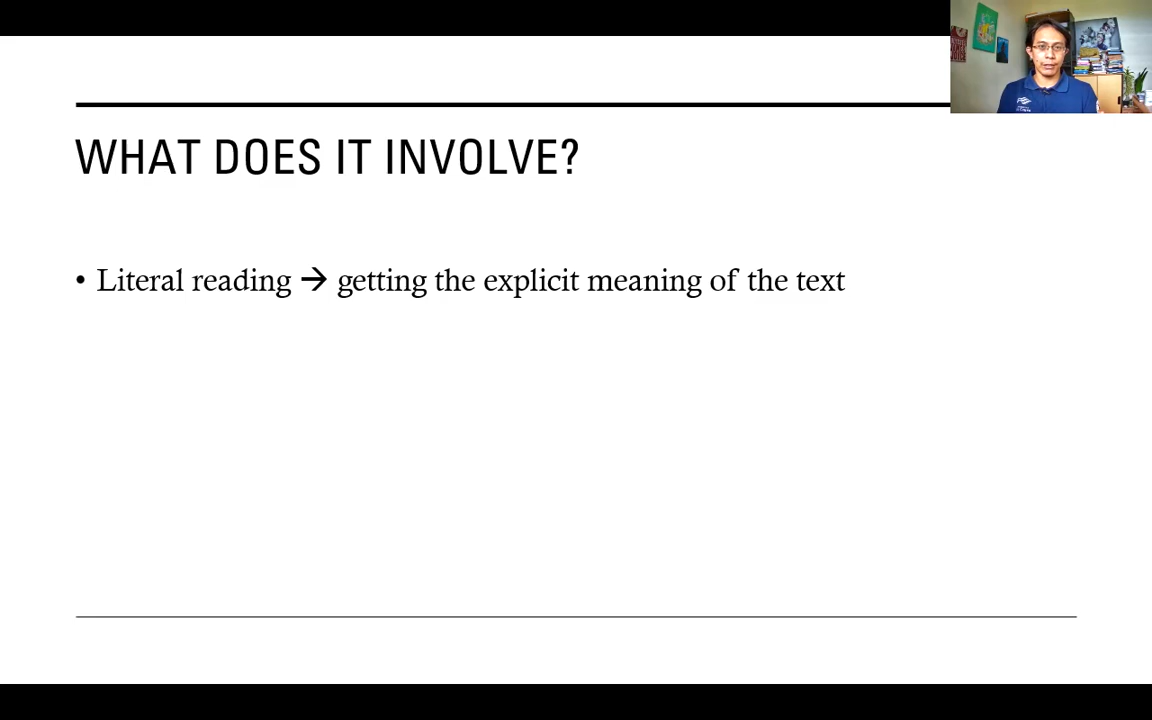 WHAT DOES IT INVOLVE?
• Literal reading → getting the explicit meaning of the text